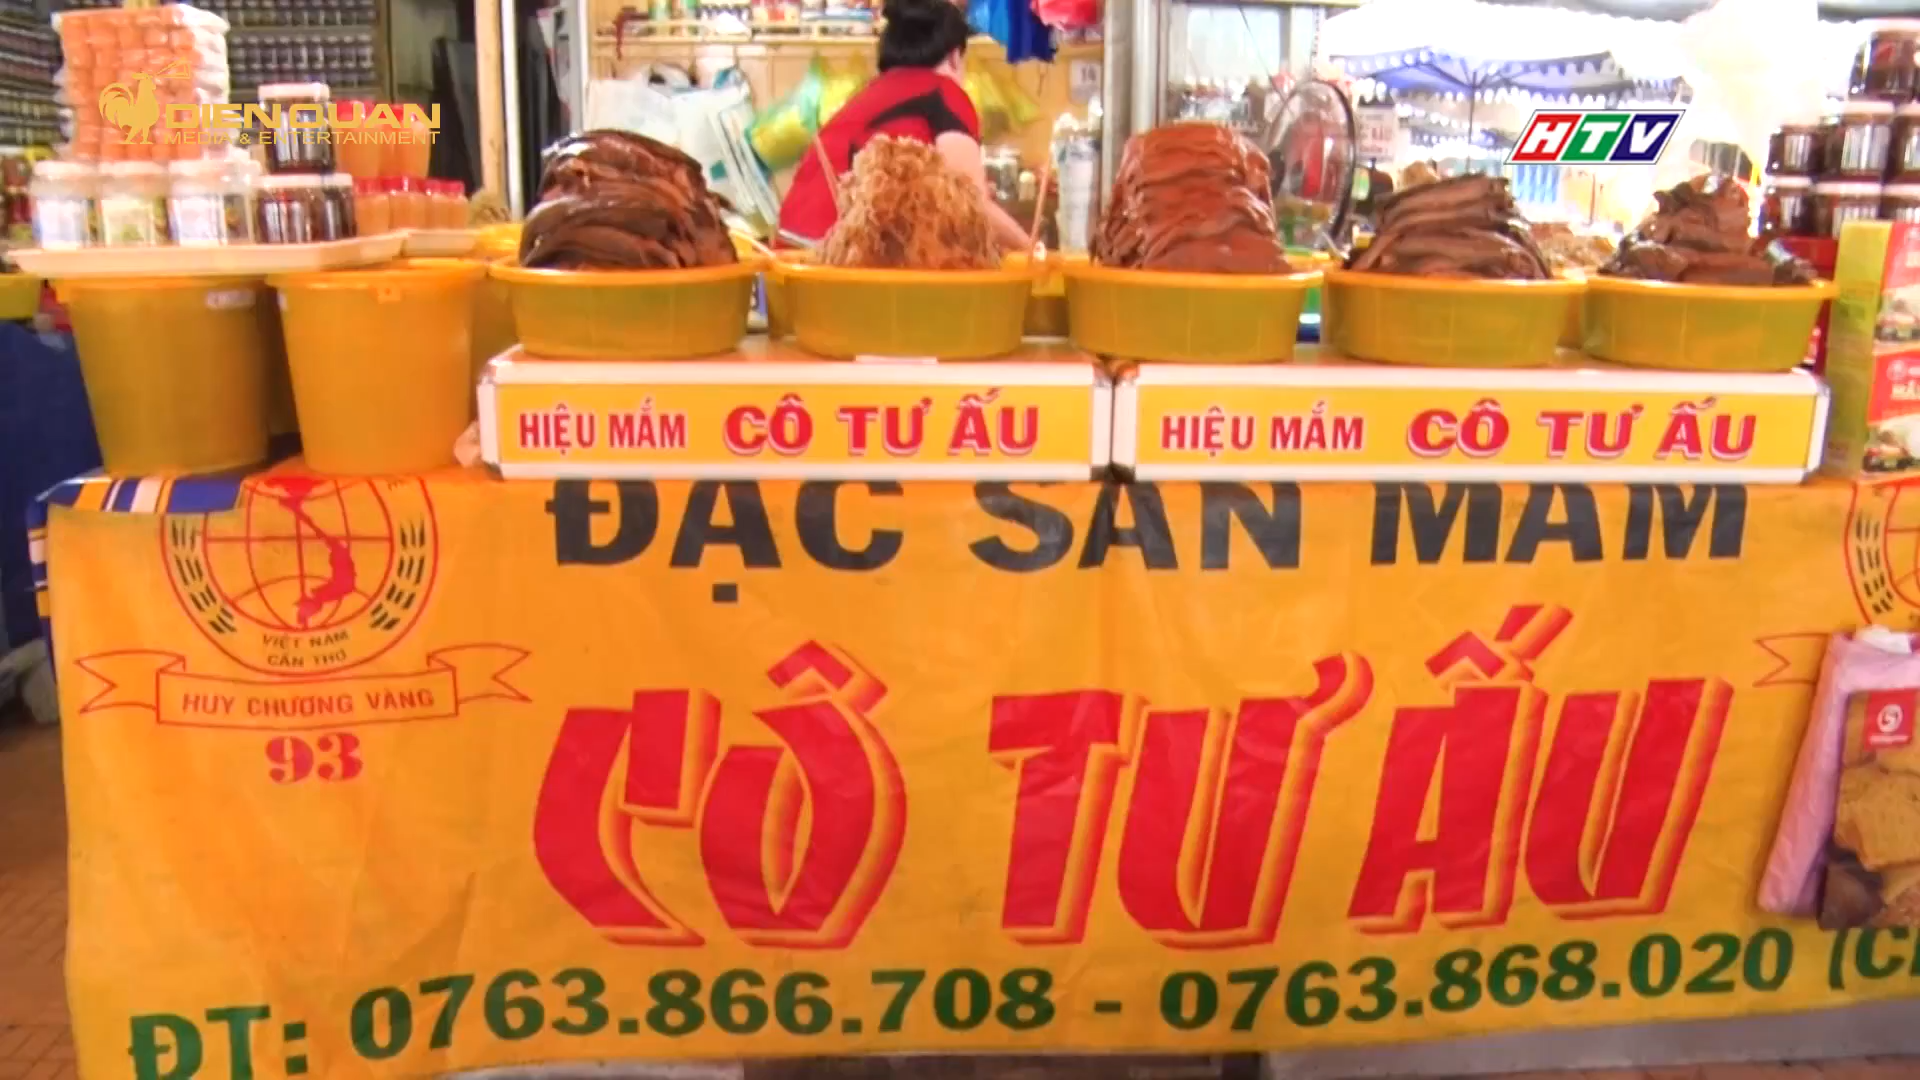 DIEN QUAN
MEDIA & ENTERTAINMENT
HTV
HIỆU MẮM CÔ TƯ ẤU
HIỆU MẮM CÔ TƯ ẤU
ĐẶC SẢN MẮM
VIỆT NAM
CẦN THƠ
HUY CHƯƠNG VÀNG
93
CÔ TƯ ẤU
ĐT: 0763.866.708 - 0763.868.020